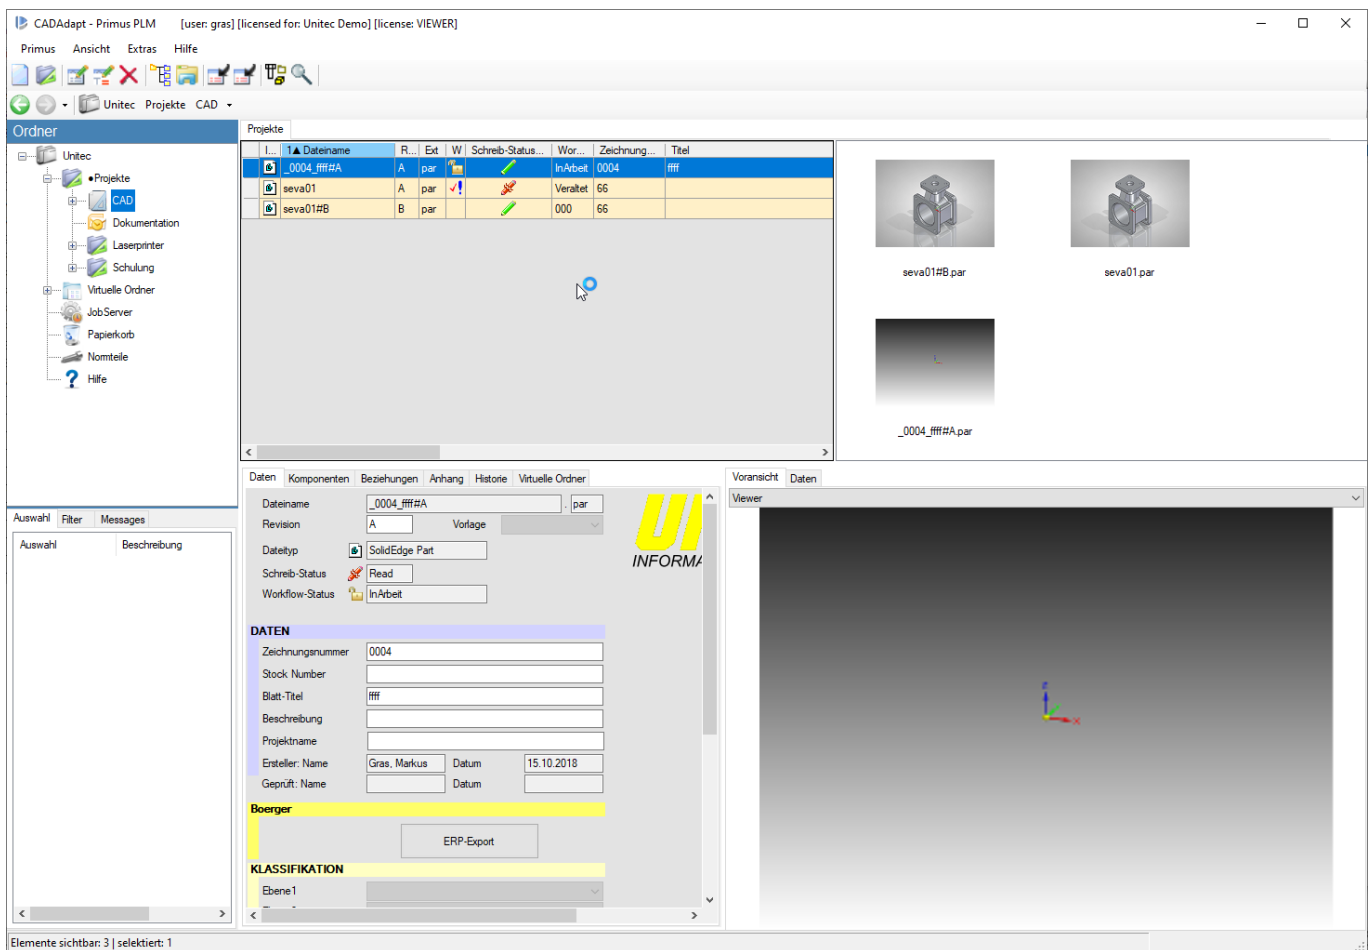 CADAdapt - Primus PLM [user: gras] [licensed for: Unitec Demo] [license: VIEWER]
Primus Ansicht Extras Hilfe
Unitec Projekte CAD
Ordner
Unitec
•Projekte
CAD
Dokumentation
Laserprinter
Schulung
Virtuelle Ordner
JobServer
Papierkorb
Normteile
Hilfe
Projekte
I... 1▲ Dateiname R... Ext W Schreib-Status... Wor... Zeichnung... Titel
_0004_ffff#A A par InArbeit 0004 ffff
seva01 A par Veraltet 66
seva01#B B par 000 66
seva01#B.par seva01.par
_0004_ffff#A.par
Auswahl Filter Messages
Auswahl Beschreibung
Daten Komponenten Beziehungen Anhang Historie Virtuelle Ordner
Dateiname _0004_ffff#A . par
Revision A Vorlage
Dateityp SolidEdge Part
Schreib-Status Read
Workflow-Status InArbeit
INFORMA
DATEN
Zeichnungsnummer 0004
Stock Number
Blatt-Titel ffff
Beschreibung
Projektname
Ersteller: Name Gras, Markus Datum 15.10.2018
Geprüft: Name Datum
Boerger
ERP-Export
KLASSIFIKATION
Ebene1
Voransicht Daten
Viewer
Elemente sichtbar: 3 | selektiert: 1